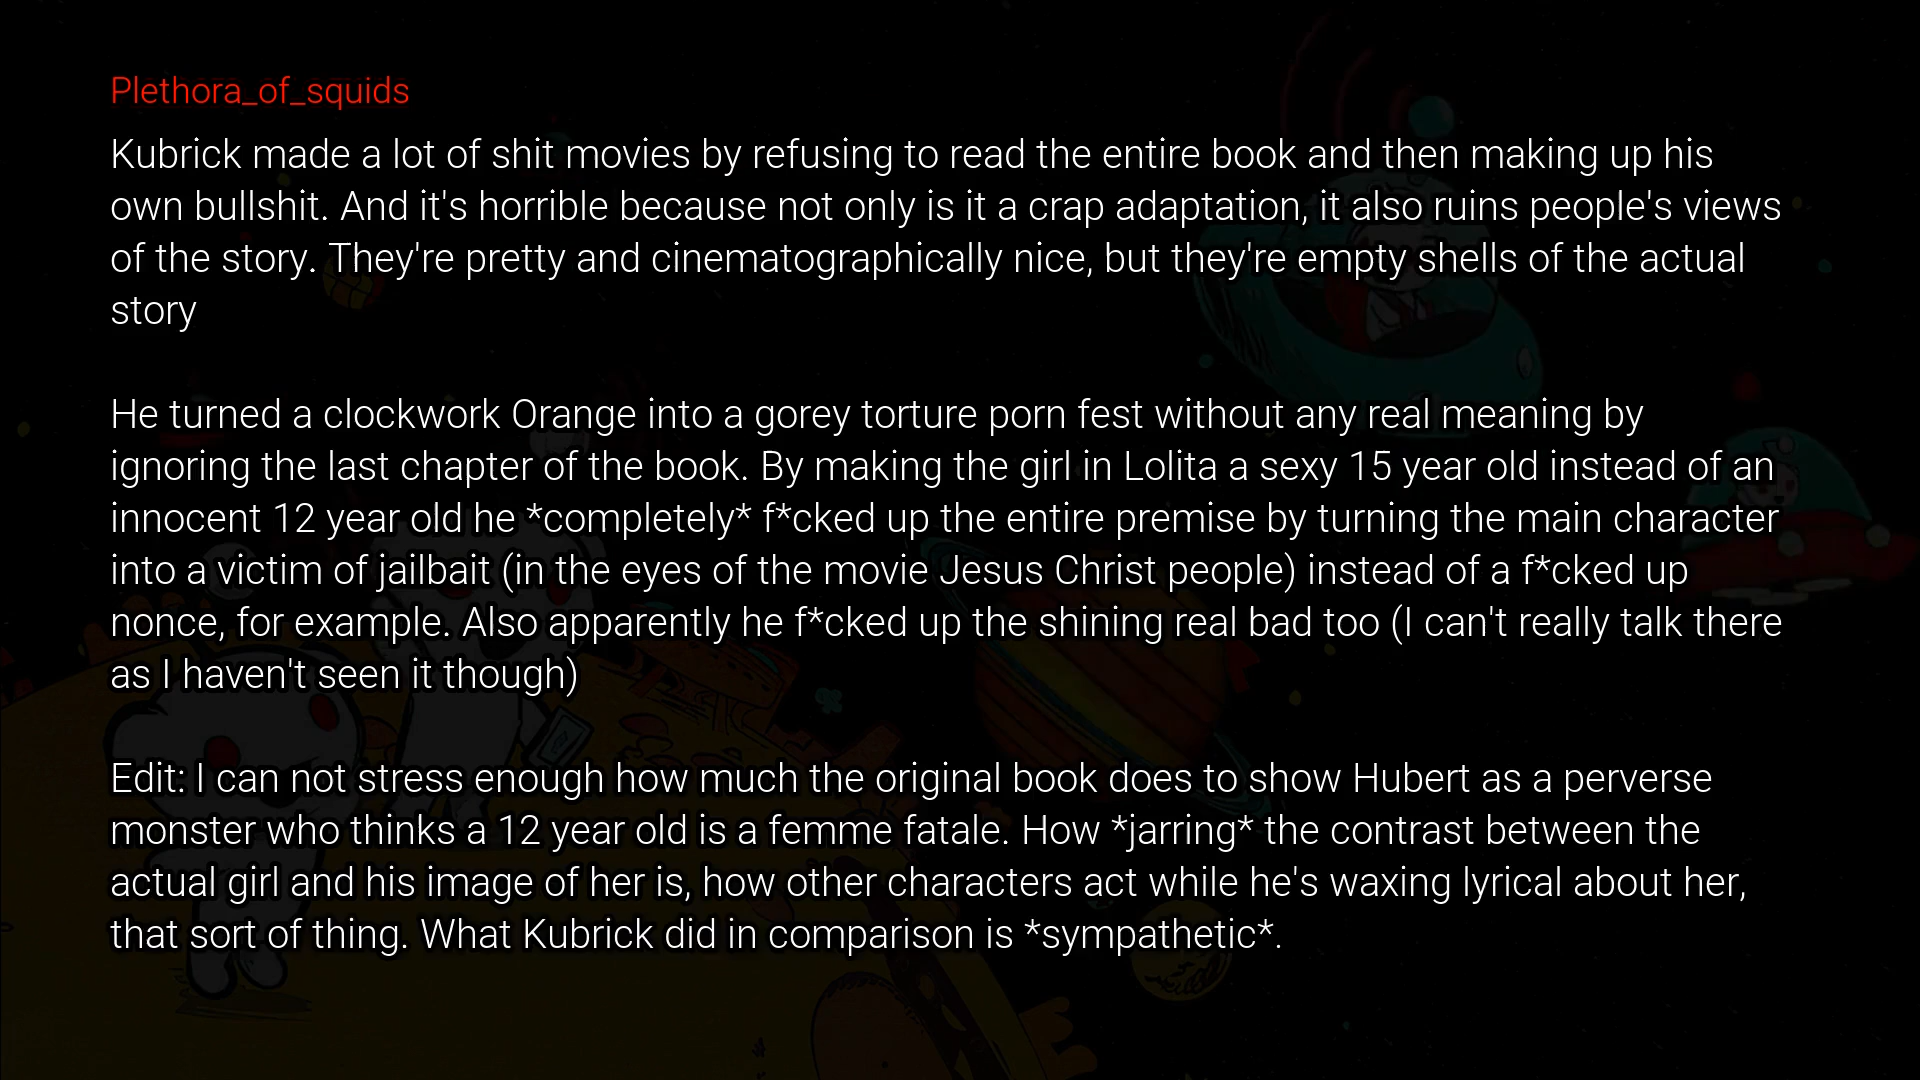 Plethora_of_squids
Kubrick made a lot of shit movies by refusing to read the entire book and then making up his
own bullshit. And it's horrible because not only is it a crap adaptation, it also ruins people's views
of the story. They're pretty and cinematographically nice, but they're empty shells of the actual
story
He turned a clockwork Orange into a gorey torture porn fest without any real meaning by
ignoring the last chapter of the book. By making the girl in Lolita a sexy 15 year old instead of an
innocent 12 year old he *completely* f*cked up the entire premise by turning the main character
into a victim of jailbait (in the eyes of the movie Jesus Christ people) instead of a f*cked up
nonce, for example. Also apparently he f*cked up the shining real bad too (I can't really talk there
as I haven't seen it though)
Edit: I can not stress enough how much the original book does to show Hubert as a perverse
monster who thinks a 12 year old is a femme fatale. How *jarring* the contrast between the
actual girl and his image of her is, how other characters act while he's waxing lyrical about her,
that sort of thing. What Kubrick did in comparison is *sympathetic*.